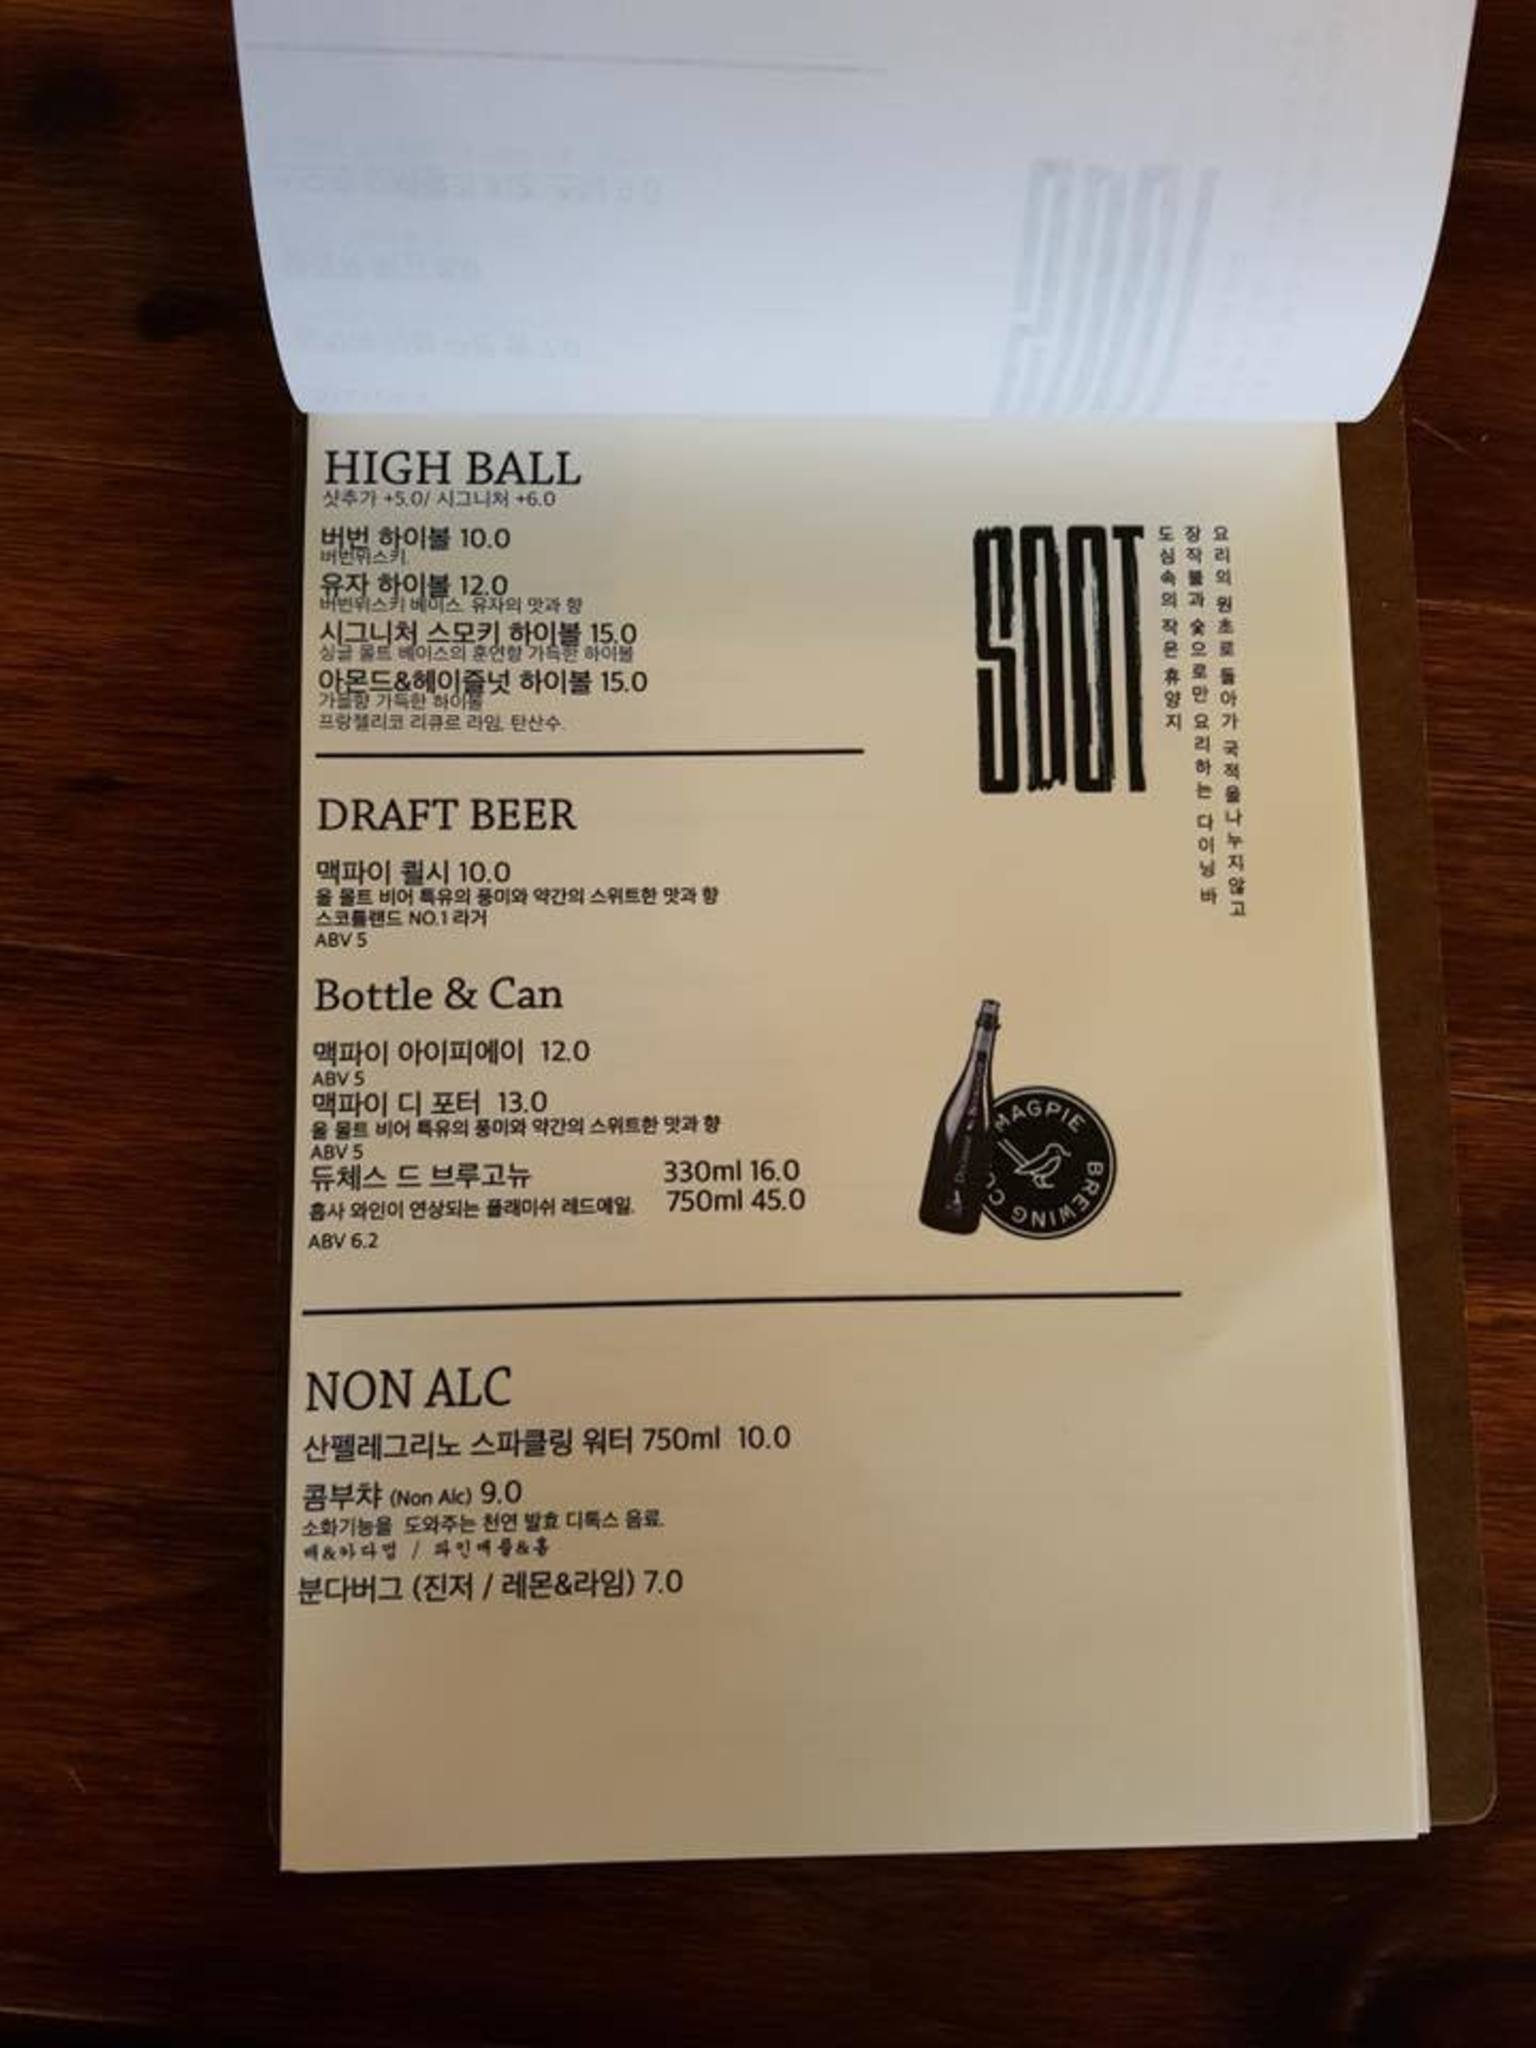 HIGH BALL
샷추가 +5.0/ 시그니처 +6.0
버번 하이볼 10.0
버번위스키.
유자 하이볼 12.0
버번위스키 베이스. 유자의 맛과 향
시그니처 스모키 하이볼 15.0
싱글 몰트 베이스의 훈연향 가득한 하이볼
아몬드&헤이즐넛 하이볼 15.0
가을향 가득한 하이볼
프랑젤리코 리큐르 라임, 탄산수.
SOOT
요리의 원초로 돌아가 국적을나누지않고
장작불과 숯으로만 요리하는 다이닝 바
도심속의 작은 휴양지
DRAFT BEER
맥파이 쾰시 10.0
올 몰트 비어 특유의 풍미와 약간의 스위트한 맛과 향
스코틀랜드 NO.1 라거
ABV 5
Bottle & Can
맥파이 아이피에이 12.0
ABV 5
맥파이 디 포터 13.0
올 몰트 비어 특유의 풍미와 약간의 스위트한 맛과 향
ABV 5
듀체스 드 브루고뉴 330ml 16.0
흡사 와인이 연상되는 플래미쉬 레드에일. 750ml 45.0
ABV 6.2
MAGPIE BREWING CO
NON ALC
산펠레그리노 스파클링 워터 750ml 10.0
콤부챠 (Non Alc) 9.0
소화기능을 도와주는 천연 발효 디톡스 음료.
배&카다멈 / 파인애플&홉
분다버그 (진저 / 레몬&라임) 7.0